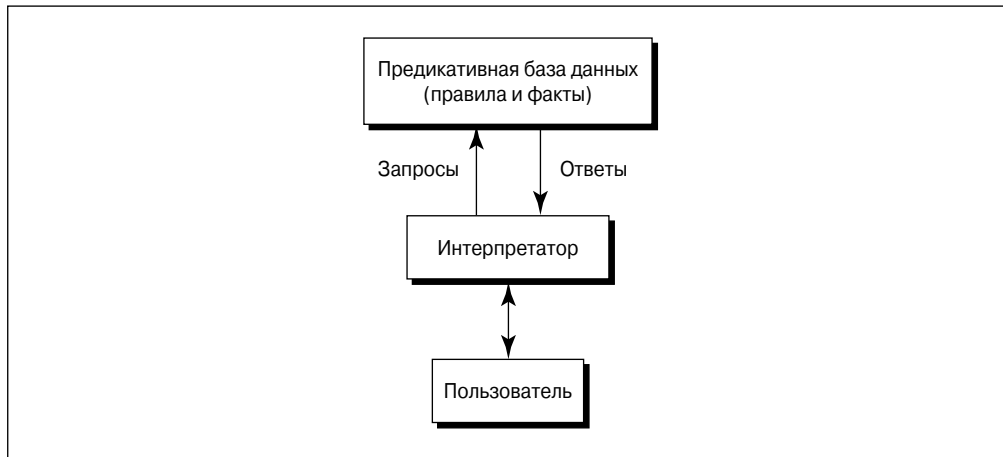 Предикативная база данных
(правила и факты)
Запросы
Ответы
Интерпретатор
Пользователь